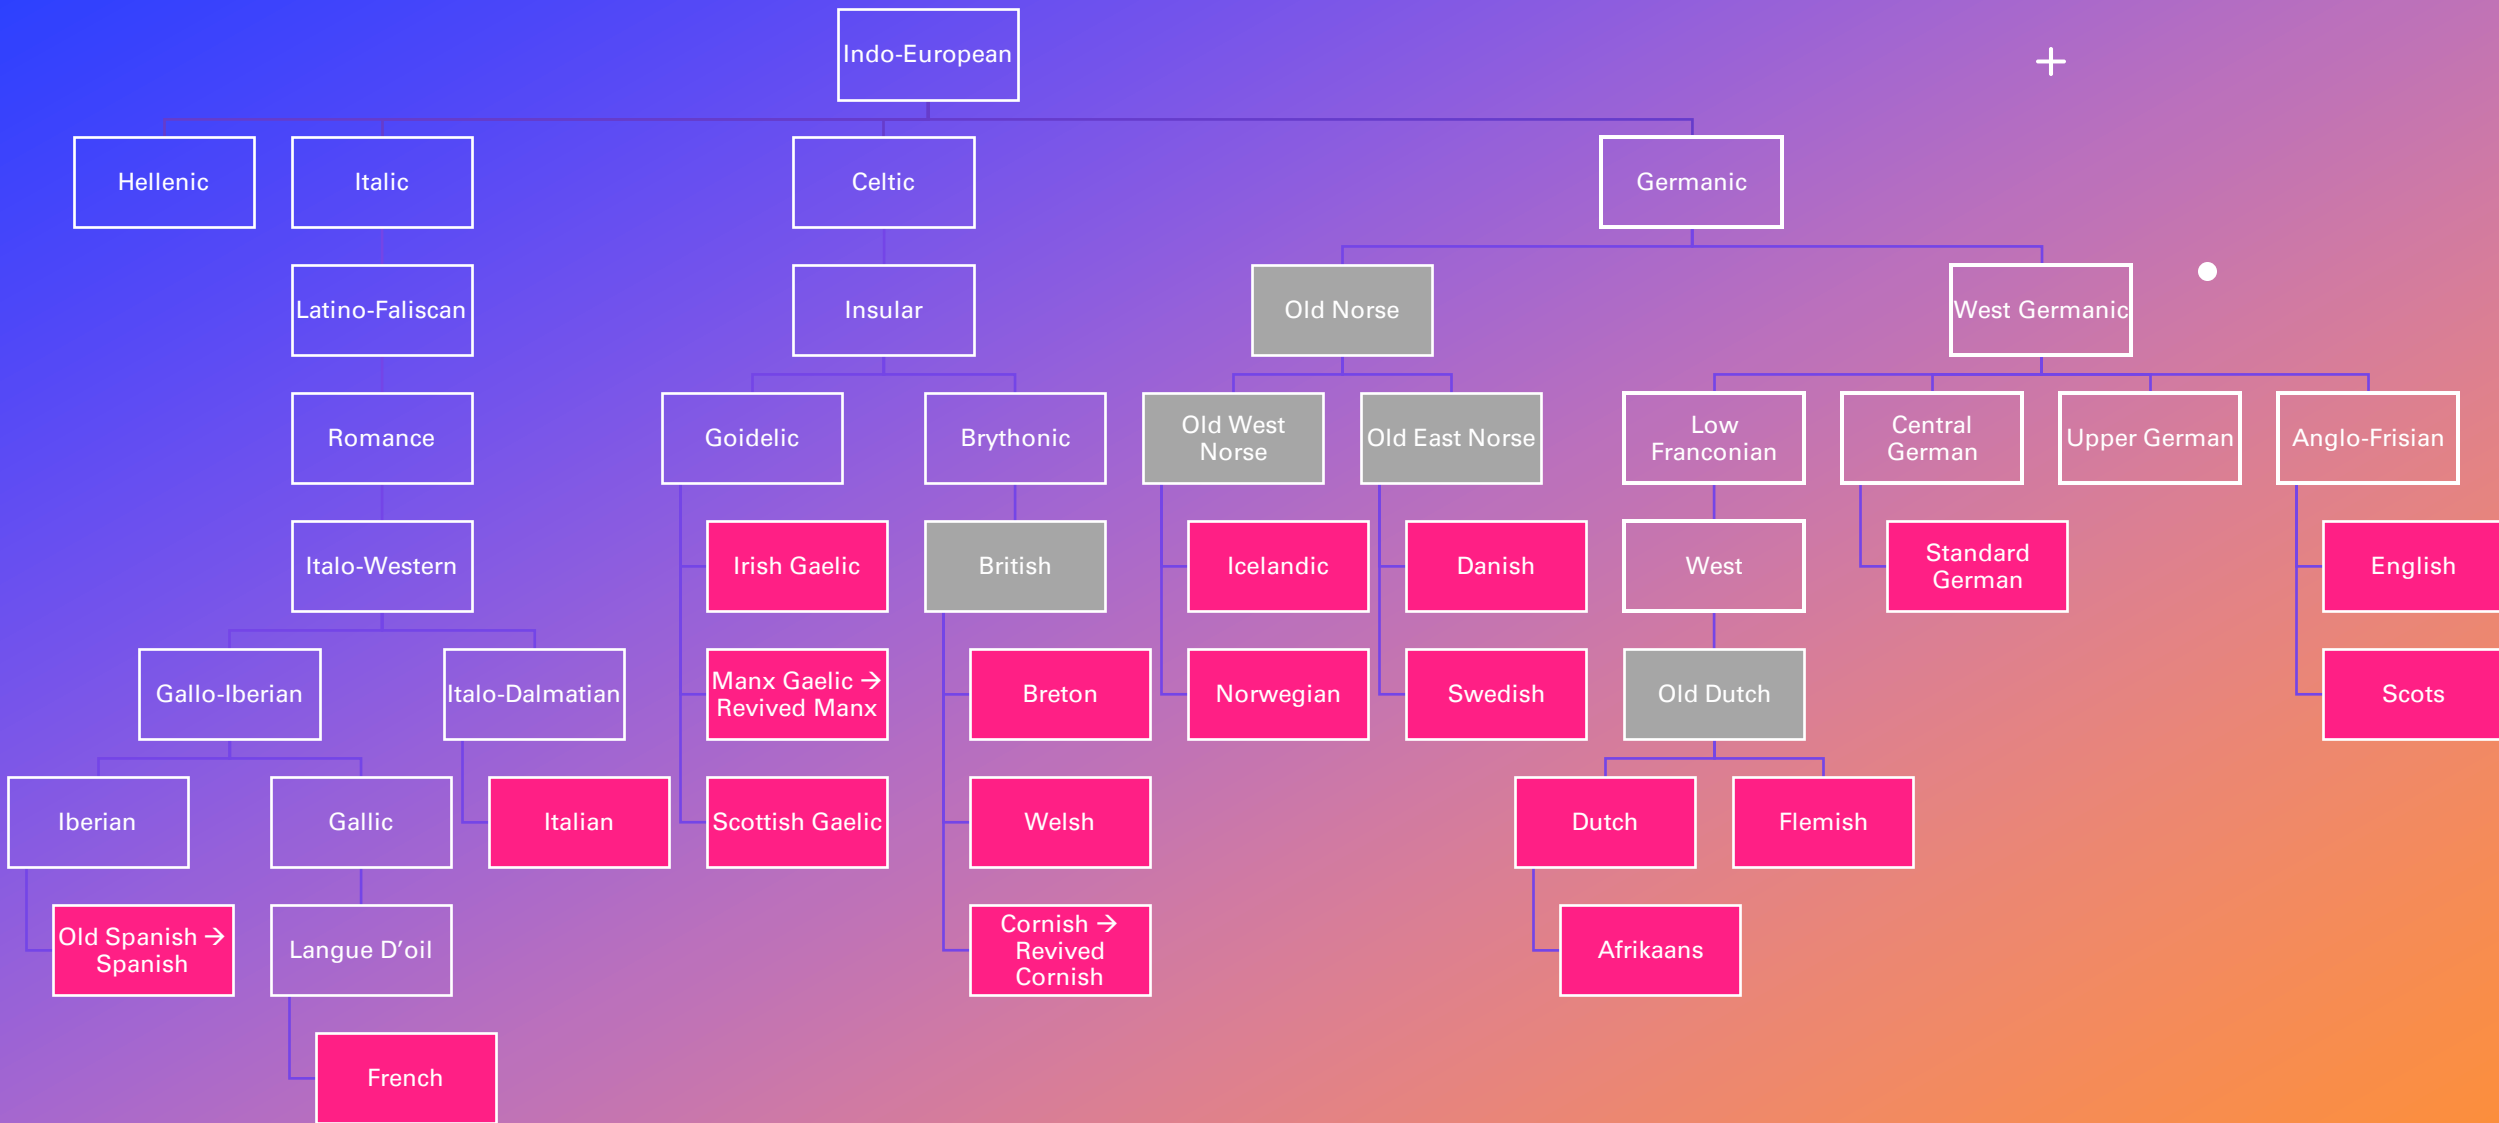 Indo-European
Hellenic
Italic
Celtic
Germanic
Latino-Faliscan
Insular
Old Norse
West Germanic
Romance
Goidelic
Brythonic
Old West
Norse
Old East Norse
Low
Franconian
Central
German
Upper German
Anglo-Frisian
Italo-Western
Irish Gaelic
British
Icelandic
Danish
West
Standard
German
English
Gallo-Iberian
Italo-Dalmatian
Manx Gaelic →
Revived Manx
Breton
Norwegian
Swedish
Old Dutch
Scots
Iberian
Gallic
Italian
Scottish Gaelic
Welsh
Dutch
Flemish
Old Spanish →
Spanish
Langue D’oil
Cornish →
Revived
Cornish
Afrikaans
French